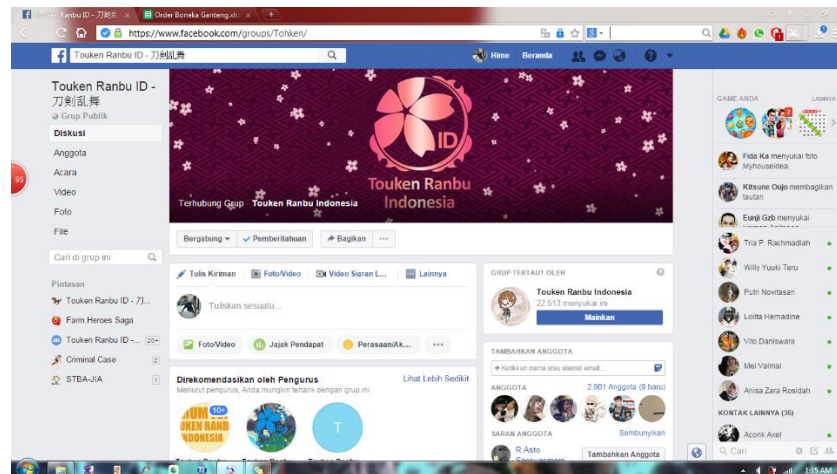 Ranbu ID - 刀剣乱
Order Boneka Ganteng.xls
https://www.facebook.com/groups/Tohken/
Touken Ranbu ID - 刀剣乱舞
Hime
Beranda
Touken Ranbu ID -
刀剣乱舞
Grup Publik
Diskusi
Anggota
Acara
Video
Foto
File
Cari di grup ini
Pintasan
Touken Ranbu ID - 刀...
Farm Heroes Saga
Touken Ranbu ID -... 20+
Criminal Case 2
STBA-JIA 1
95
ID
Touken Ranbu
Indonesia
Terhubung Grup · Touken Ranbu Indonesia
Bergabung
Pemberitahuan
Bagikan
Tulis Kiriman
Foto/Video
Video Siaran L...
Lainnya
Tuliskan sesuatu...
Foto/Video
Jajak Pendapat
Perasaan/Ak...
Direkomendasikan oleh Pengurus
Lihat Lebih Sedikit
Menurut pengurus, Anda mungkin tertarik dengan grup ini
10+
T
GRUP TERTAUT OLEH
Touken Ranbu Indonesia
22.513 menyukai ini
Mainkan
TAMBAHKAN ANGGOTA
+ Ketikkan nama atau alamat email...
ANGGOTA
2.901 Anggota (8 baru)
SARAN ANGGOTA
Sembunyikan
R Asto
Tambahkan Anggota
GAME ANDA
LAINNYA
2
Fida Ka menyukai foto
Myhouseidea.
Kitsune Oujo membagikan
tautan
Eunji Gzb menyukai
Tria P. Rachmadiah
Willy Yuuki Teru
Putri Novitasari
Lolita Hernadine
Vito Daniswara
Mei Valmai
Anisa Zara Rosidah
KONTAK LAINNYA (36)
Aconk Axel
Cari
1:15 AM